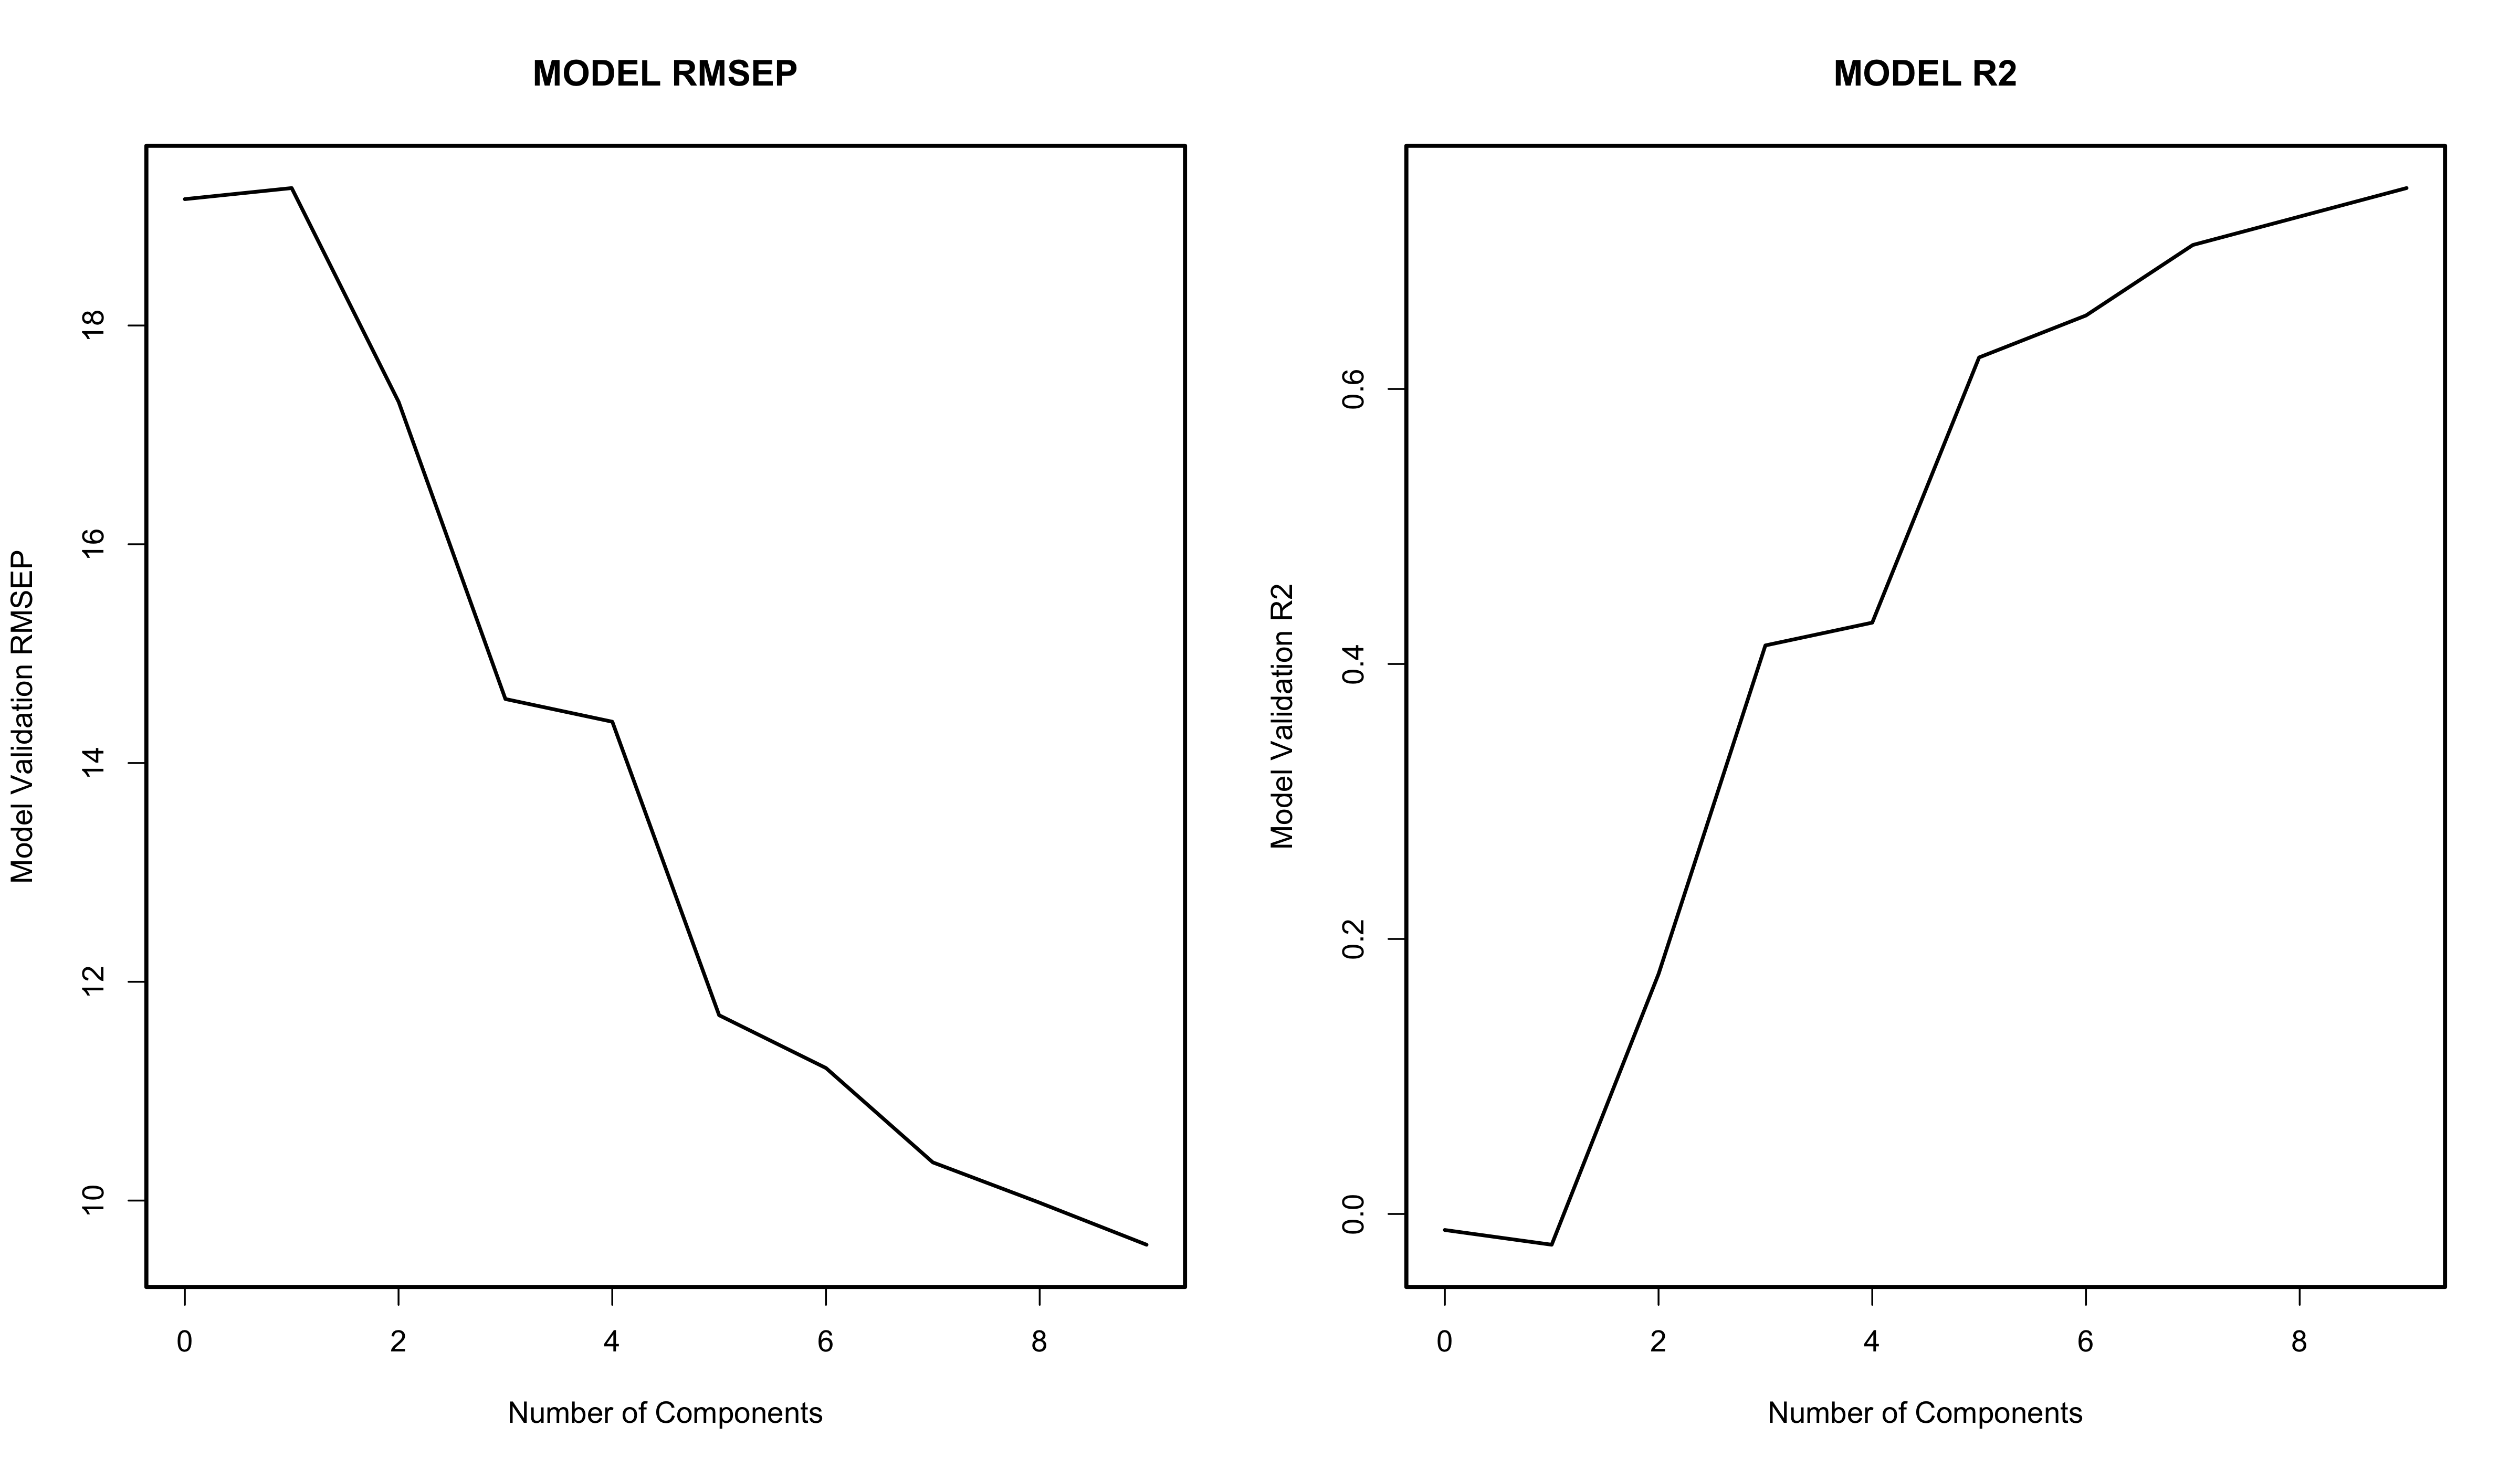 MODEL RMSEP
Model Validation RMSEP
18
16
14
12
10
0 2 4 6 8
Number of Components
MODEL R2
Model Validation R2
0.6
0.4
0.2
0.0
0 2 4 6 8
Number of Components